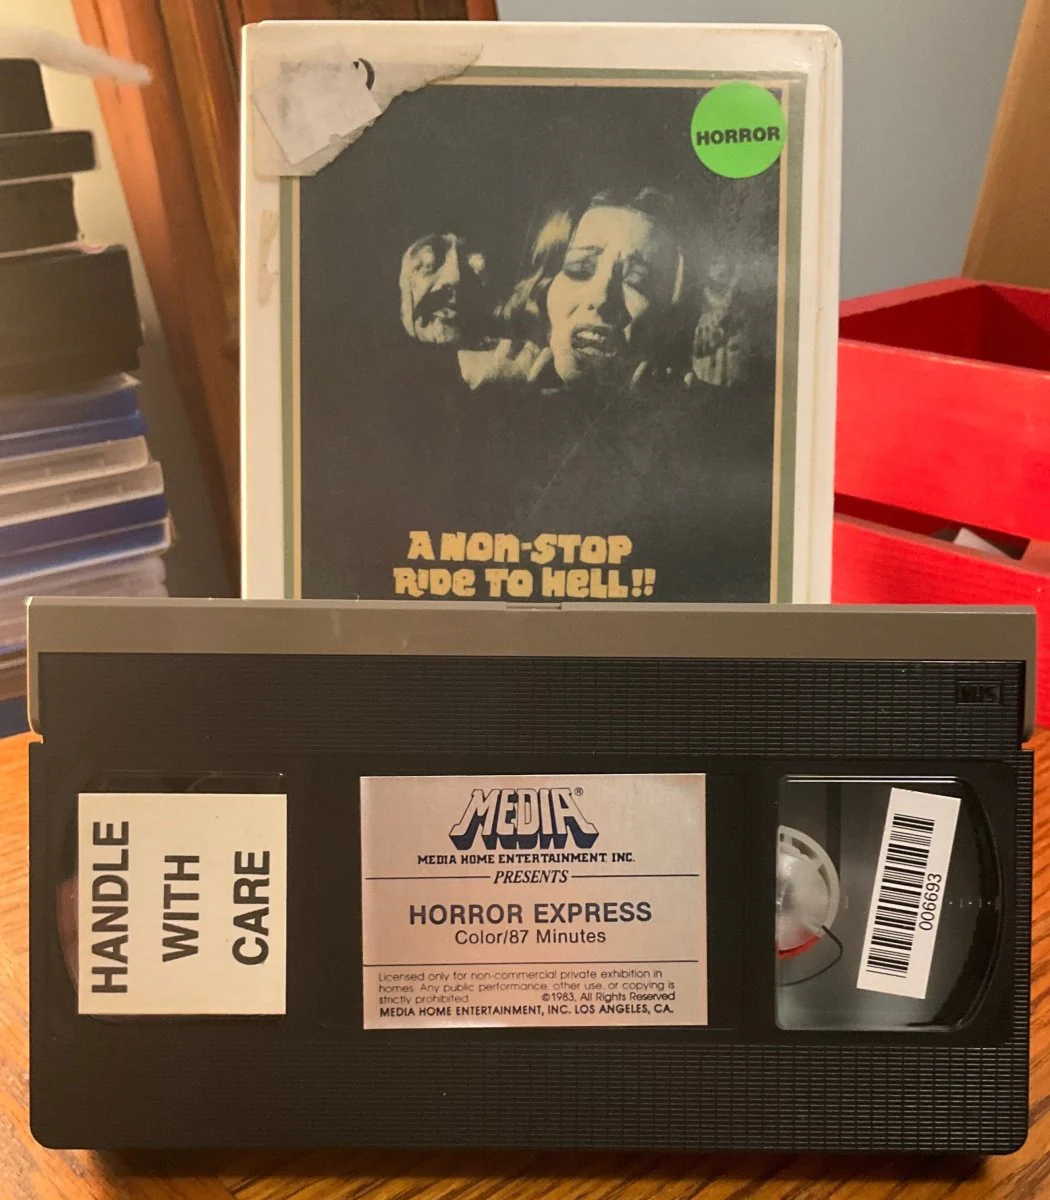 HORROR
A NON-STOP
RIDE TO HELL!!
VHS
HANDLE
WITH
CARE
MEDIA®
MEDIA HOME ENTERTAINMENT INC.
PRESENTS
HORROR EXPRESS
Color/87 Minutes
Licensed only for non-commercial private exhibition in
homes. Any public performance, other use, or copying is
strictly prohibited. ©1983, All Rights Reserved
MEDIA HOME ENTERTAINMENT, INC. LOS ANGELES, CA.
006693